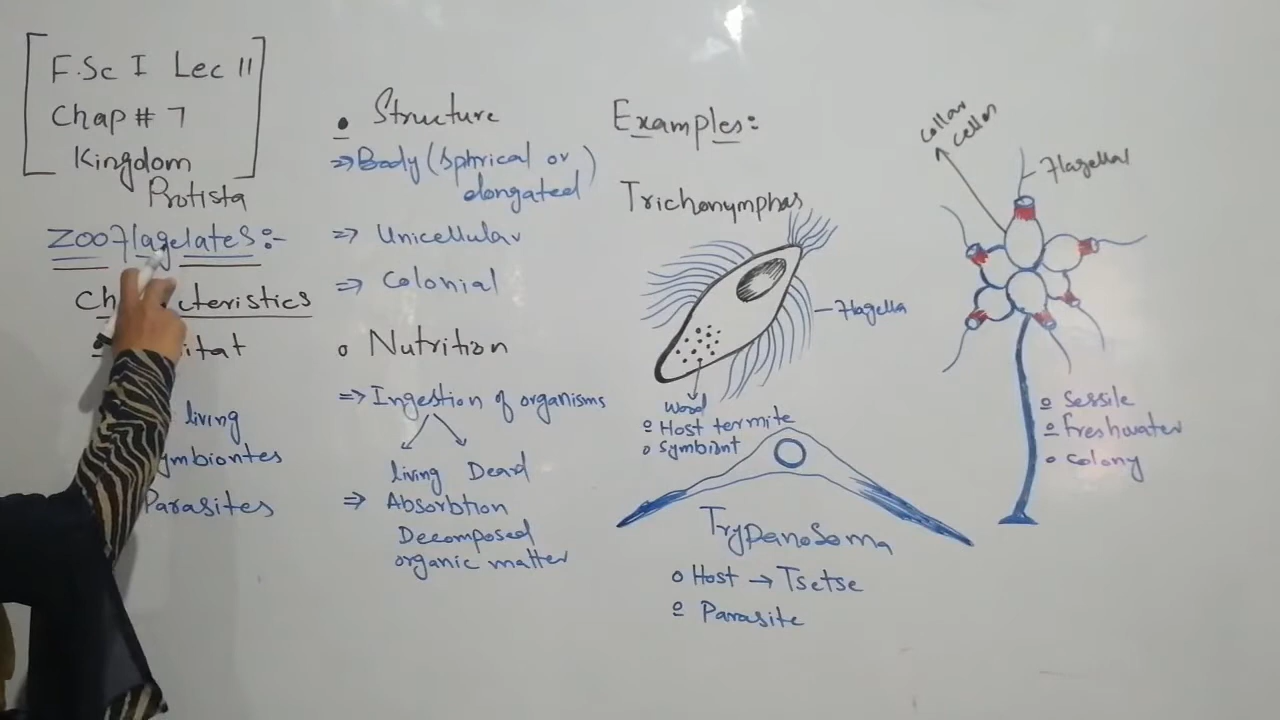 F.Sc I Lec 11
Chap # 7
Kingdom
Protista
Zooflagelates:-
Characteristics
living
Parasites
Structure
=> Body (Sphrical or
elongated)
=> Unicellular
=> Colonial
Nutrition
=> Ingestion of organisms
living Dead
=> Absorbtion
Decomposed
organic matter
Examples:
Trichonymphas
Flagella
Wood
Host termite
Symbiont
Trypanosoma
Host → Tsetse
Parasite
collar
Flagella
Sessile
Freshwater
Colony